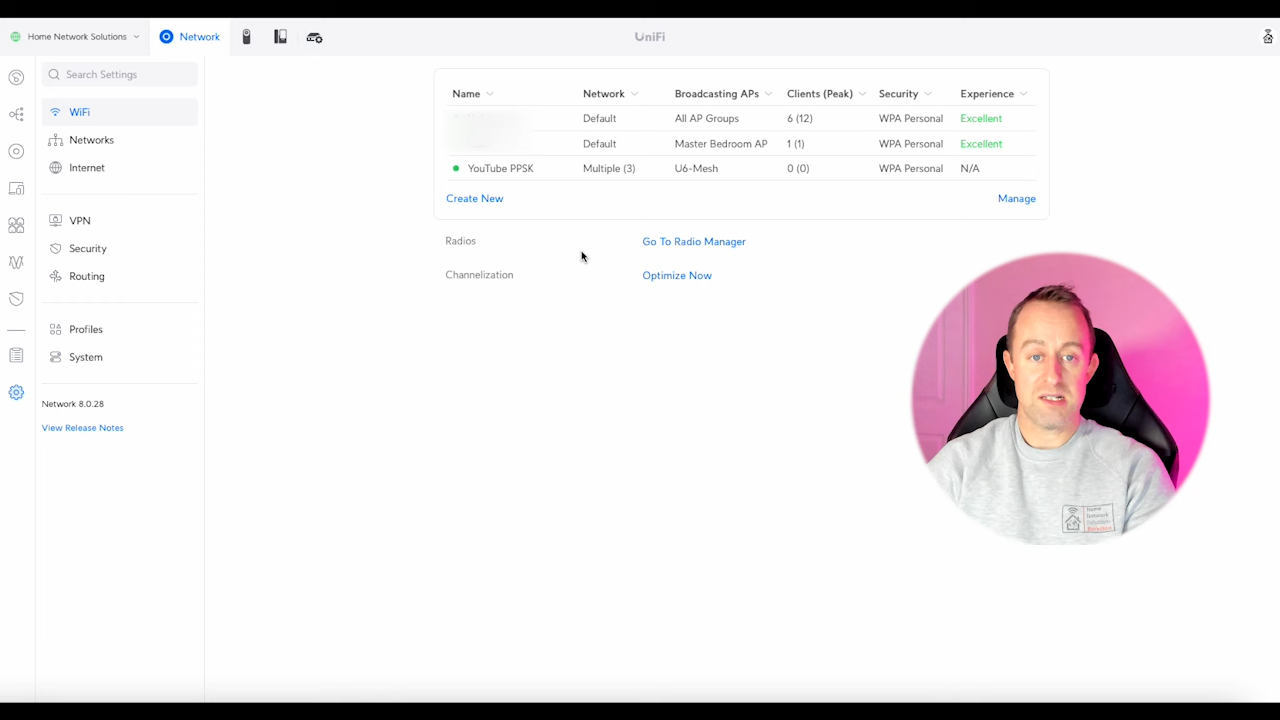 Home Network Solutions
Network
UniFi
Search Settings
WiFi
Networks
Internet
VPN
Security
Routing
Profiles
System
Network 8.0.28
View Release Notes
Name Network Broadcasting APs Clients (Peak) Security Experience
Default All AP Groups 6 (12) WPA Personal Excellent
Default Master Bedroom AP 1 (1) WPA Personal Excellent
YouTube PPSK Multiple (3) U6-Mesh 0 (0) WPA Personal N/A
Create New Manage
Radios Go To Radio Manager
Channelization Optimize Now
Home
Network
Solutions